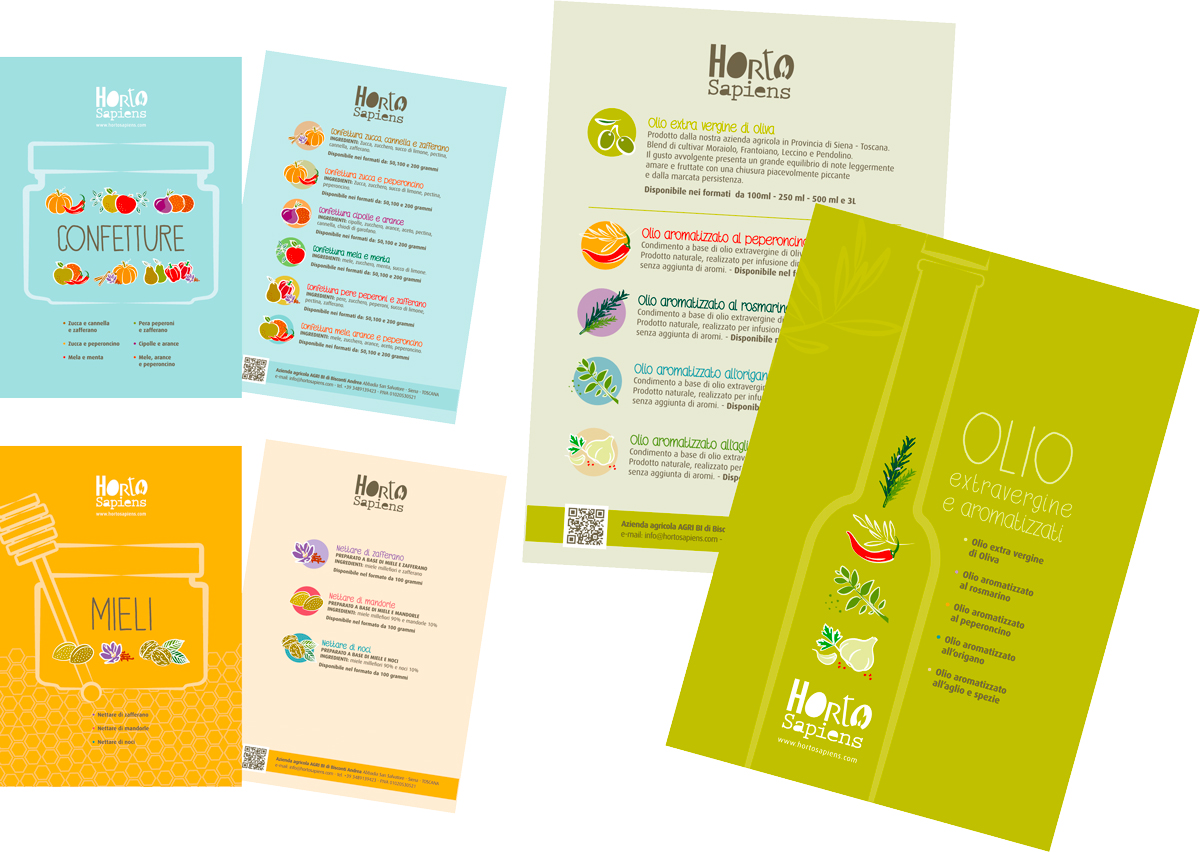 Horto
Sapiens
www.hortosapiens.com
CONFETTURE
• Zucca e cannella
e zafferano
• Zucca e peperoncino
• Mela e menta
• Pera peperoni
e zafferano
• Cipolle e arance
• Mele, arance
e peperoncino
Horto
Sapiens
Confettura zucca, cannella e zafferano
INGREDIENTI: zucca, zucchero, succo di limone, pectina,
cannella, zafferano.
Disponibile nei formati da: 50,100 e 200 grammi
Confettura zucca e peperoncino
INGREDIENTI: zucca, zucchero, succo di limone, pectina,
peperoncino.
Disponibile nei formati da: 50,100 e 200 grammi
Confettura cipolle e arance
INGREDIENTI: cipolle, zucchero, arance, aceto, pectina,
cannella, chiodi di garofano.
Disponibile nei formati da: 50,100 e 200 grammi
Confettura mela e menta
INGREDIENTI: mele, zucchero, menta, succo di limone.
Disponibile nei formati da: 50,100 e 200 grammi
Confettura pere peperoni e zafferano
INGREDIENTI: pere, zucchero, peperoni, succo di limone,
pectina, zafferano.
Disponibile nei formati da: 50,100 e 200 grammi
Confettura mele arance e peperoncino
INGREDIENTI: mele, zucchero, arance, aceto, peperoncino.
Disponibile nei formati da: 50,100 e 200 grammi
Azienda agricola AGRI BI di Bisconti Andrea Abbadia San Salvatore - Siena - TOSCANA
e-mail: info@hortosapiens.com - tel. +39 3489139423 - P.IVA 01020530521
Horto
Sapiens
www.hortosapiens.com
MIELI
• Nettare di zafferano
• Nettare di mandorle
• Nettare di noci
Horto
Sapiens
Nettare di zafferano
PREPARATO A BASE DI MIELE E ZAFFERANO
INGREDIENTI: miele millefiori e zafferano
Disponibile nel formato da 100 grammi
Nettare di mandorle
PREPARATO A BASE DI MIELE E MANDORLE
INGREDIENTI: miele millefiori 90% e mandorle 10%
Disponibile nel formato da 100 grammi
Nettare di noci
PREPARATO A BASE DI MIELE E NOCI
INGREDIENTI: miele millefiori 90% e noci 10%
Disponibile nel formato da 100 grammi
Azienda agricola AGRI BI di Bisconti Andrea Abbadia San Salvatore - Siena - TOSCANA
e-mail: info@hortosapiens.com - tel. +39 3489139423 - P.IVA 01020530521
Horto
Sapiens
Olio extra vergine di oliva
Prodotto dalla nostra azienda agricola in Provincia di Siena - Toscana.
Blend di cultivar Moraiolo, Frantoiano, Leccino e Pendolino.
Il gusto avvolgente presenta un grande equilibrio di note leggermente
amare e fruttate con una chiusura piacevolmente piccante
e dalla marcata persistenza.
Disponibile nei formati da 100ml - 250 ml - 500 ml e 3L
Olio aromatizzato al peperoncino
Condimento a base di olio extravergine di Oli
Prodotto naturale, realizzato per infusione di
senza aggiunta di aromi. - Disponibile nel f
Olio aromatizzato al rosmarino
Condimento a base di olio extravergine d
Prodotto naturale, realizzato per infusion
senza aggiunta di aromi. - Disponibile n
Olio aromatizzato all'origan
Condimento a base di olio extravergin
Prodotto naturale, realizzato per infu
senza aggiunta di aromi. - Disponib
Olio aromatizzato all'agli
Condimento a base di olio extrav
Prodotto naturale, realizzato per
senza aggiunta di aromi. - Disp
Azienda agricola AGRI BI di Bisc
e-mail: info@hortosapiens.com -
OLIO
extravergine
e aromatizzati
• Olio extra vergine
di Oliva
• Olio aromatizzato
al rosmarino
• Olio aromatizzato
al peperoncino
• Olio aromatizzato
all'origano
• Olio aromatizzato
all'aglio e spezie
Horto
Sapiens
www.hortosapiens.com